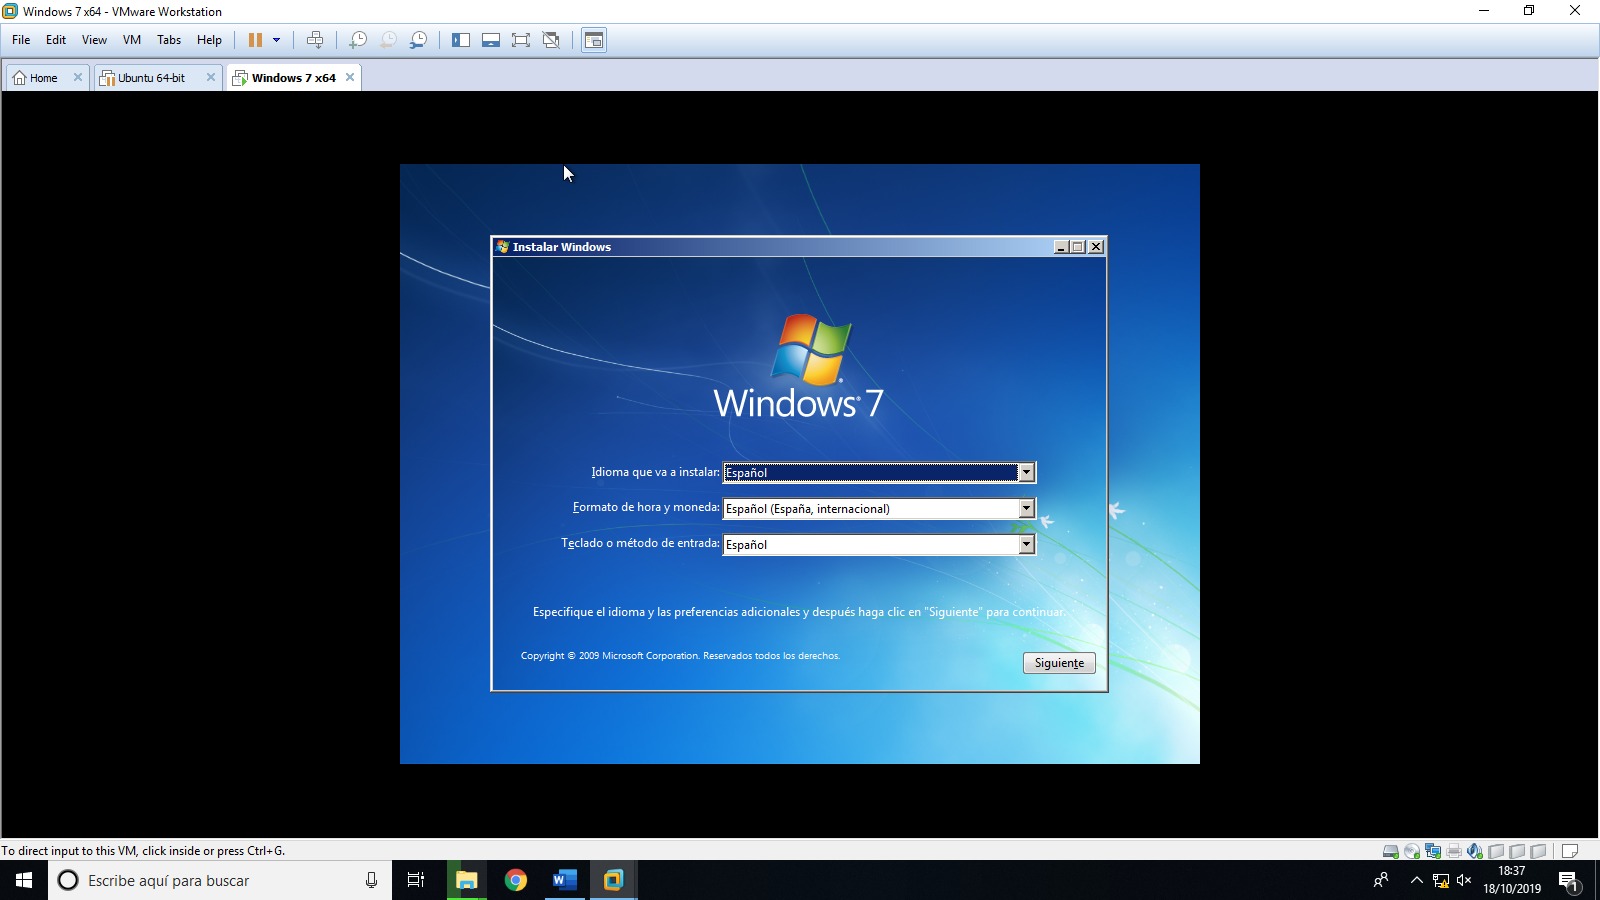 Windows 7 x64 - VMware Workstation
File Edit View VM Tabs Help
Home Ubuntu 64-bit Windows 7 x64
Instalar Windows
Windows® 7
Idioma que va a instalar: Español
Formato de hora y moneda: Español (España, internacional)
Teclado o método de entrada: Español
Especifique el idioma y las preferencias adicionales y después haga clic en "Siguiente" para continuar.
Copyright © 2009 Microsoft Corporation. Reservados todos los derechos.
Siguiente
To direct input to this VM, click inside or press Ctrl+G.
Escribe aquí para buscar
18:37
18/10/2019
1